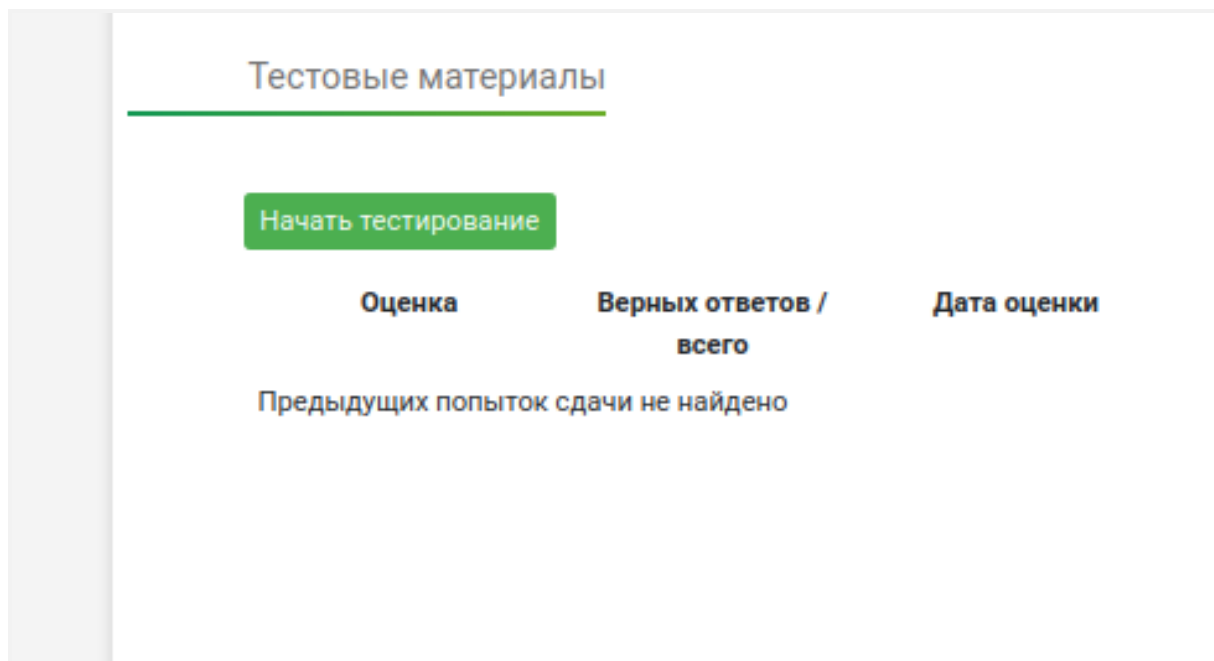 Тестовые материалы
Начать тестирование
Оценка Верных ответов / Дата оценки
всего
Предыдущих попыток сдачи не найдено